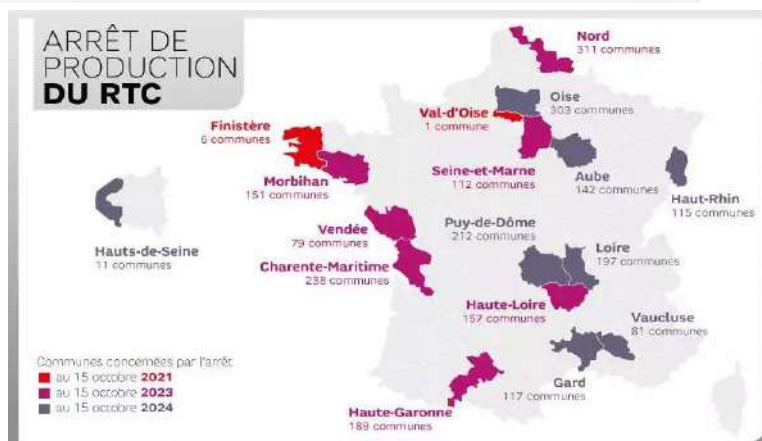 ARRÊT DE
PRODUCTION
DU RTC
Nord
311 communes
Oise
303 communes
Val-d'Oise
1 commune
Finistère
6 communes
Seine-et-Marne
112 communes
Aube
142 communes
Morbihan
151 communes
Haut-Rhin
115 communes
Vendée
79 communes
Puy-de-Dôme
212 communes
Hauts-de-Seine
11 communes
Loire
197 communes
Charente-Maritime
238 communes
Haute-Loire
157 communes
Vaucluse
81 communes
Communes concernées par l'arrêt
au 15 octobre 2021
au 15 octobre 2023
au 15 octobre 2024
Gard
117 communes
Haute-Garonne
189 communes